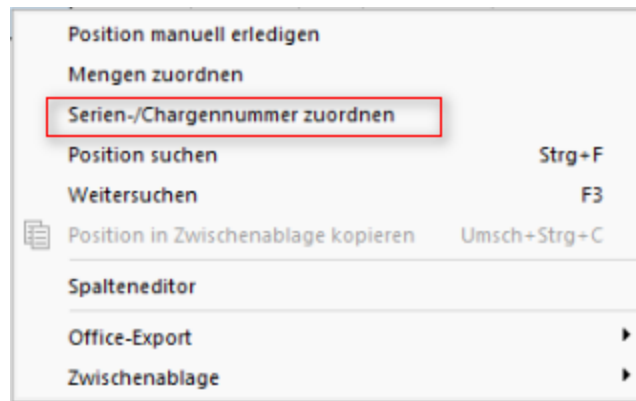 Position manuell erledigen
Mengen zuordnen
Serien-/Chargennummer zuordnen
Position suchen Strg+F
Weitersuchen F3
Position in Zwischenablage kopieren Umsch+Strg+C
Spalteneditor
Office-Export
Zwischenablage